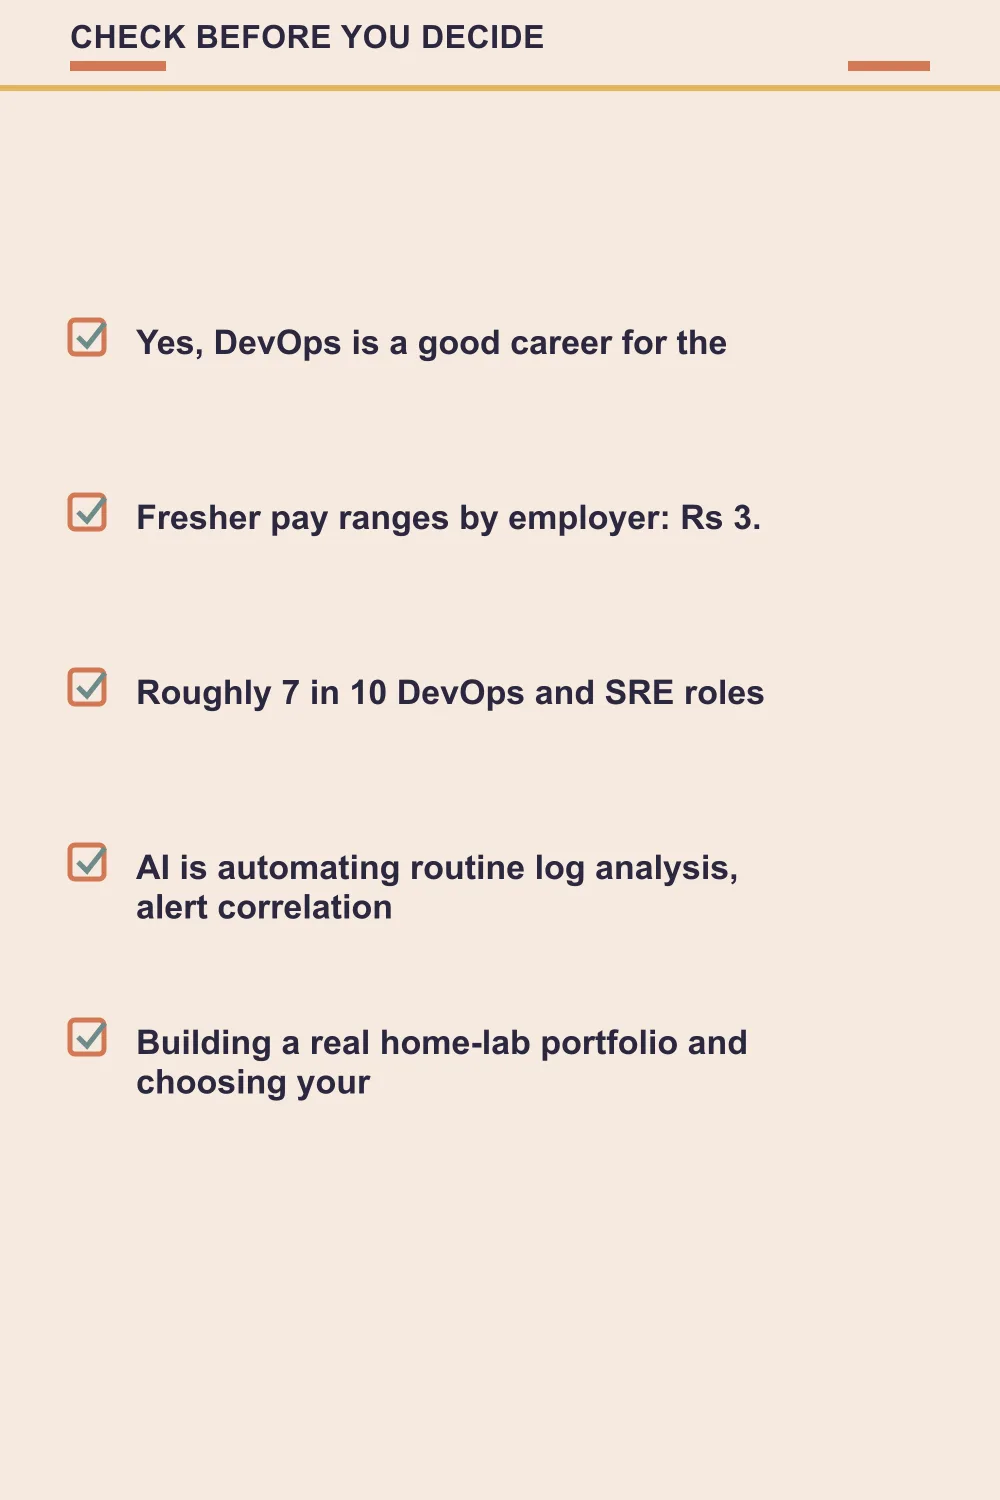 CHECK BEFORE YOU DECIDE
Yes, DevOps is a good career for the
Fresher pay ranges by employer: Rs 3.
Roughly 7 in 10 DevOps and SRE roles
AI is automating routine log analysis,
alert correlation
Building a real home-lab portfolio and
choosing your